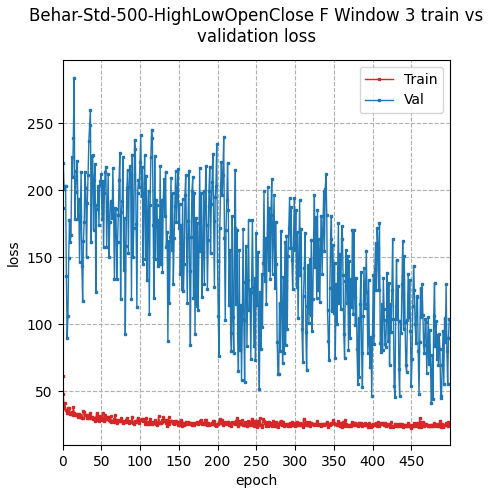 Behar-Std-500-HighLowOpenClose F Window 3 train vs
validation loss
Train
Val
250
200
150
100
50
loss
0 50 100 150 200 250 300 350 400 450
epoch